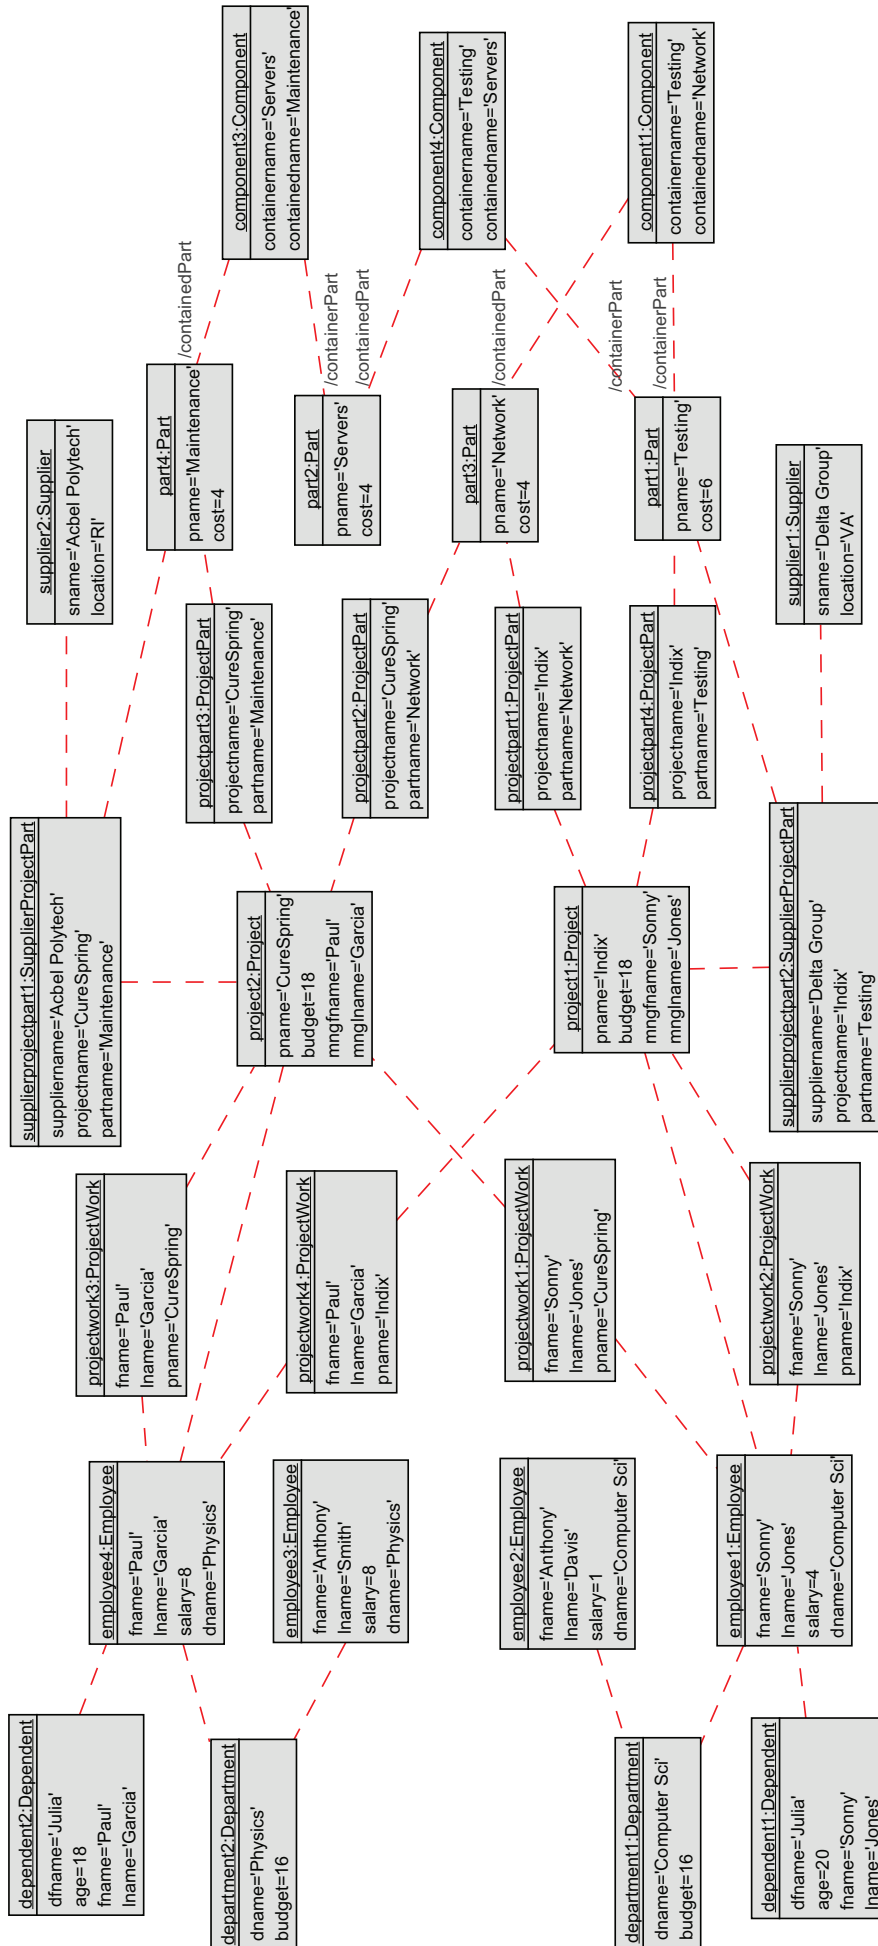 dependent2:Dependent
dfname='Julia'
age=18
fname='Paul'
lname='Garcia'
department2:Department
dname='Physics'
budget=16
department1:Department
dname='Computer Sci'
budget=16
dependent1:Dependent
dfname='Julia'
age=20
fname='Sonny'
lname='Jones'
employee4:Employee
fname='Paul'
lname='Garcia'
salary=8
dname='Physics'
employee3:Employee
fname='Anthony'
lname='Smith'
salary=8
dname='Physics'
employee2:Employee
fname='Anthony'
lname='Davis'
salary=1
dname='Computer Sci'
employee1:Employee
fname='Sonny'
lname='Jones'
salary=4
dname='Computer Sci'
projectwork3:ProjectWork
fname='Paul'
lname='Garcia'
pname='CureSpring'
projectwork4:ProjectWork
fname='Paul'
lname='Garcia'
pname='Indix'
projectwork1:ProjectWork
fname='Sonny'
lname='Jones'
pname='CureSpring'
projectwork2:ProjectWork
fname='Sonny'
lname='Jones'
pname='Indix'
supplierprojectpart1:SupplierProjectPart
suppliername='Acbel Polytech'
projectname='CureSpring'
partname='Maintenance'
project2:Project
pname='CureSpring'
budget=18
mngfname='Paul'
mnglname='Garcia'
project1:Project
pname='Indix'
budget=18
mngfname='Sonny'
mnglname='Jones'
supplierprojectpart2:SupplierProjectPart
suppliername='Delta Group'
projectname='Indix'
partname='Testing'
projectpart3:ProjectPart
projectname='CureSpring'
partname='Maintenance'
projectpart2:ProjectPart
projectname='CureSpring'
partname='Network'
projectpart1:ProjectPart
projectname='Indix'
partname='Network'
projectpart4:ProjectPart
projectname='Indix'
partname='Testing'
supplier2:Supplier
sname='Acbel Polytech'
location='RI'
part4:Part
pname='Maintenance'
cost=4
part2:Part
pname='Servers'
cost=4
part3:Part
pname='Network'
cost=4
part1:Part
pname='Testing'
cost=6
supplier1:Supplier
sname='Delta Group'
location='VA'
/containedPart
/containerPart
/containedPart
/containedPart
/containerPart
/containerPart
component3:Component
containername='Servers'
containedname='Maintenance'
component4:Component
containername='Testing'
containedname='Servers'
component1:Component
containername='Testing'
containedname='Network'